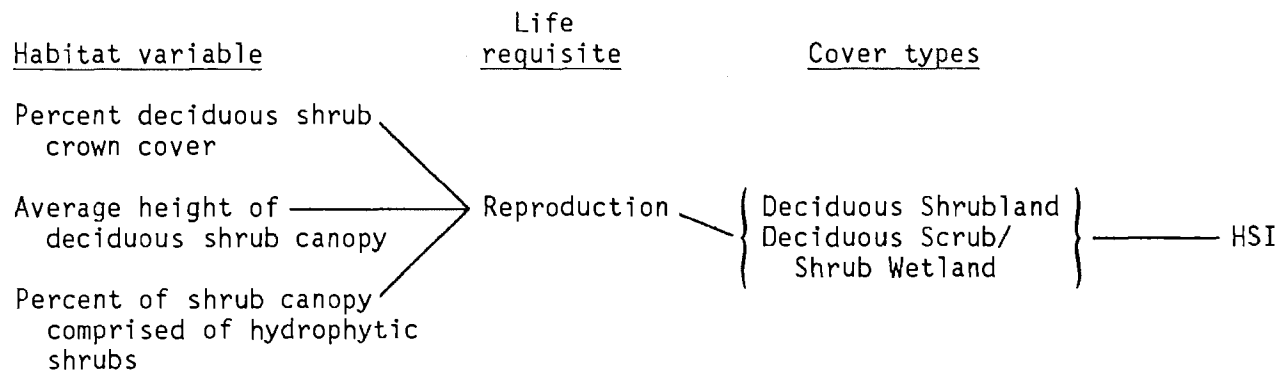 Habitat variable
Life
requisite
Cover types
Percent deciduous shrub
crown cover
Average height of
deciduous shrub canopy
Percent of shrub canopy
comprised of hydrophytic
shrubs
Reproduction
Deciduous Shrubland
Deciduous Scrub/
Shrub Wetland
HSI